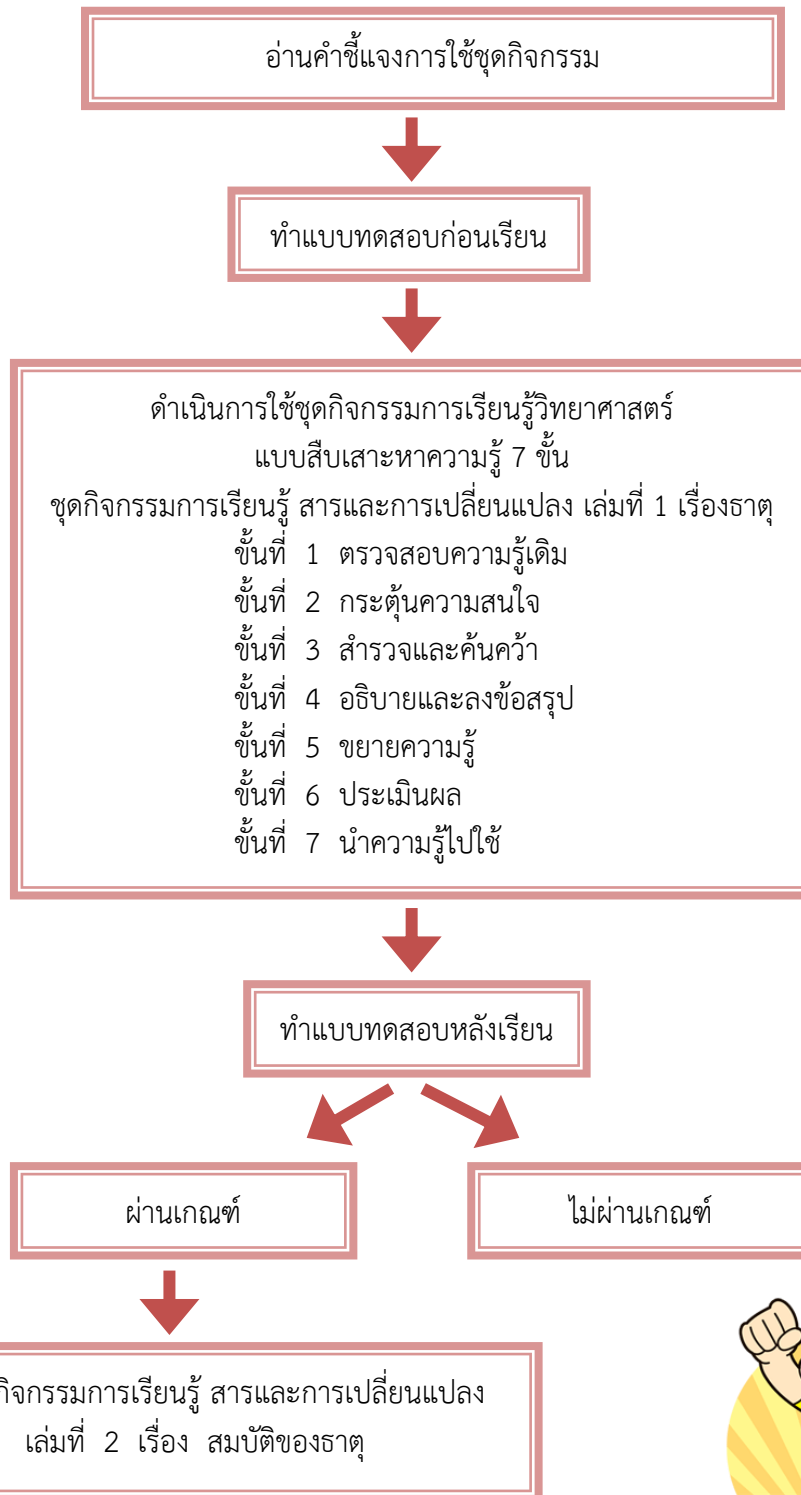 อ่านคำชี้แจงการใช้ชุดกิจกรรม
ทำแบบทดสอบก่อนเรียน
ดำเนินการใช้ชุดกิจกรรมการเรียนรู้วิทยาศาสตร์
แบบสืบเสาะหาความรู้ 7 ขั้น
ชุดกิจกรรมการเรียนรู้ สารและการเปลี่ยนแปลง เล่มที่ 1 เรื่องธาตุ
ขั้นที่ 1 ตรวจสอบความรู้เดิม
ขั้นที่ 2 กระตุ้นความสนใจ
ขั้นที่ 3 สำรวจและค้นคว้า
ขั้นที่ 4 อธิบายและลงข้อสรุป
ขั้นที่ 5 ขยายความรู้
ขั้นที่ 6 ประเมินผล
ขั้นที่ 7 นำความรู้ไปใช้
ทำแบบทดสอบหลังเรียน
ผ่านเกณฑ์
ไม่ผ่านเกณฑ์
กิจกรรมการเรียนรู้ สารและการเปลี่ยนแปลง
เล่มที่ 2 เรื่อง สมบัติของธาตุ